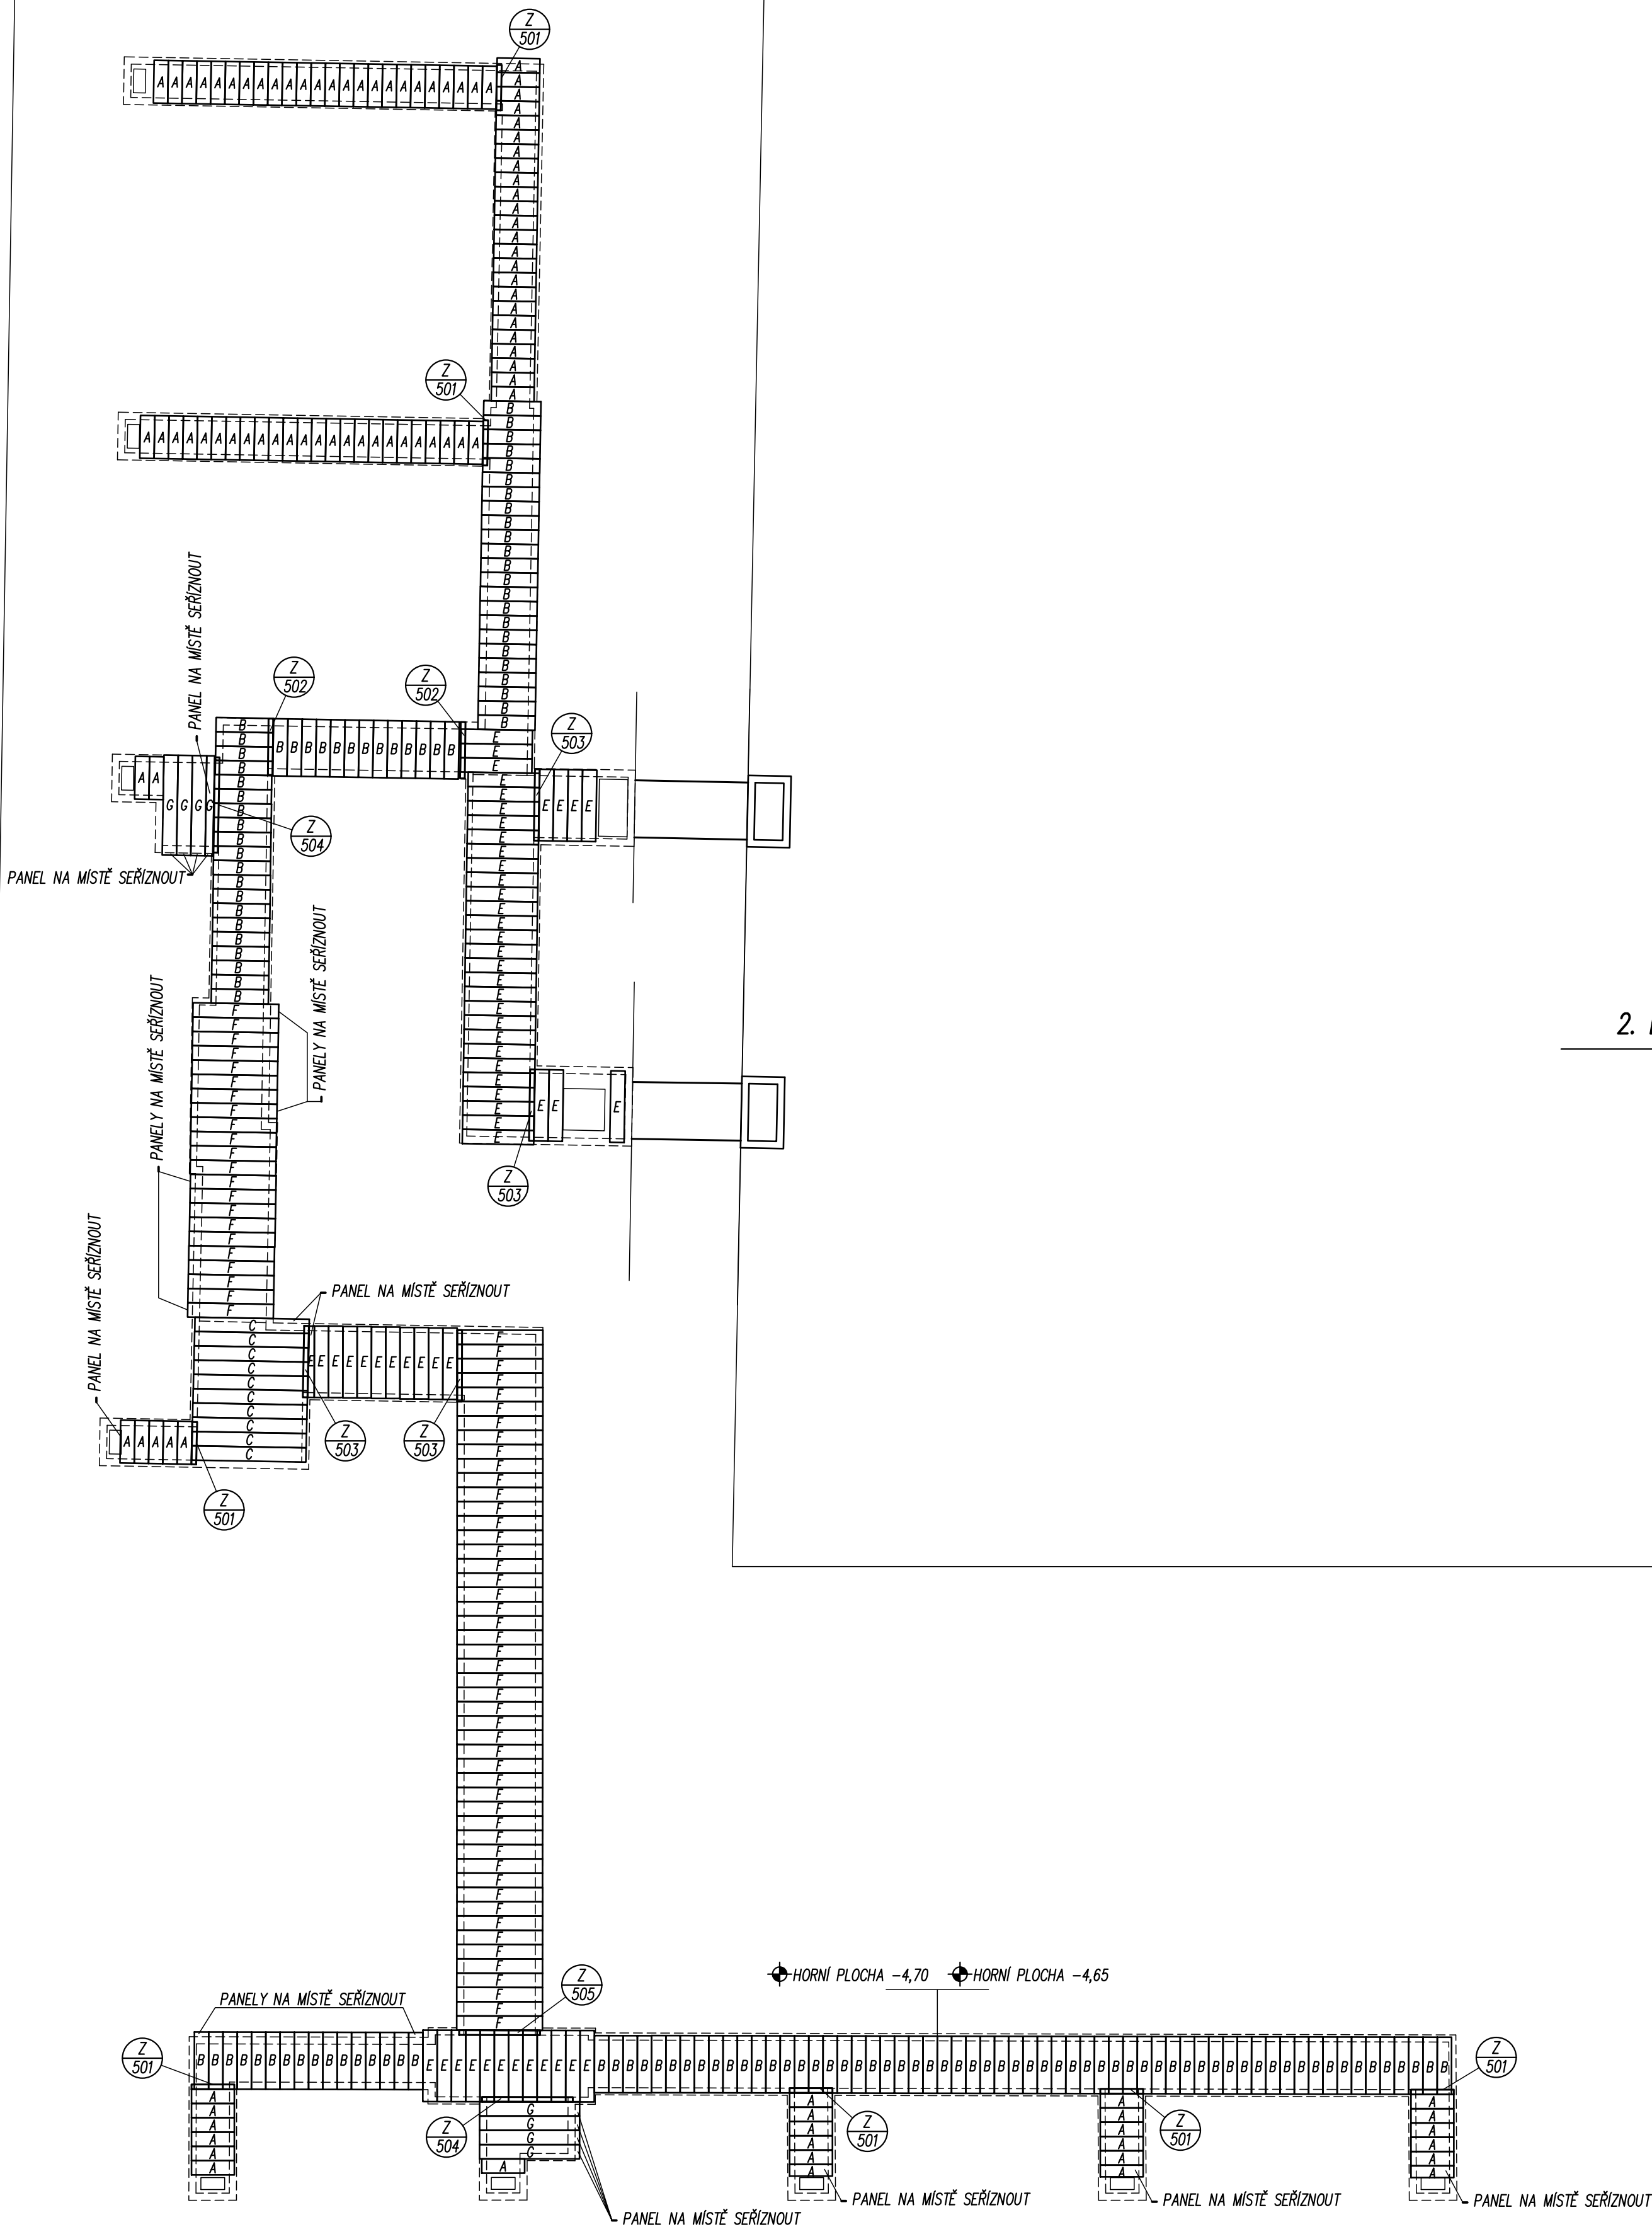 Z
501
A A A A A A A A A A A A A A A A A A A A A A A A
A A A A A A A A A A A A A A A A A A A A A A A A
Z
501
A A A A A A A A A A A A A A A A A A A A A A A A
B B B B B B B B B B B B B B B B B B B B B B B
PANEL NA MÍSTĚ SEŘÍZNOUT
Z
502
Z
502
Z
503
B B B B B B B B B B B B B
B B B B B B B B B B B B B B B B B B B B
E E E
A A
G G G G
E E E E
Z
504
PANEL NA MÍSTĚ SEŘÍZNOUT
E E E E E E E E E E E E E E E E E E E E E E E E E E
PANELY NA MÍSTĚ SEŘÍZNOUT
PANELY NA MÍSTĚ SEŘÍZNOUT
F F F F F F F F F F F F F F F F F F F F F F
2.
E E E
Z
503
PANEL NA MÍSTĚ SEŘÍZNOUT
PANEL NA MÍSTĚ SEŘÍZNOUT
C C C C C C C C C C
E E E E E E E E E E E
A A A A A
Z
503
Z
503
Z
501
F F F F F F F F F F F F F F F F F F F F F F F F F F F F F F F F F F F F F F F F F F F F F F F F F
HORNÍ PLOCHA -4,70
HORNÍ PLOCHA -4,65
Z
505
PANELY NA MÍSTĚ SEŘÍZNOUT
Z
501
B B B B B B B B B B B B B B B B E E E E E E E E E E E E B B B B B B B B B B B B B B B B B B B B B B B B B B B B B B B B B B B B B B B B B B B B B B B B B B B B B B B B B B B B
Z
501
A A A A A A
Z
504
G G G G
A
A A A A A A
Z
501
A A A A A A
Z
501
A A A A A A
PANEL NA MÍSTĚ SEŘÍZNOUT
PANEL NA MÍSTĚ SEŘÍZNOUT
PANEL NA MÍSTĚ SEŘÍZNOUT
PANEL NA MÍSTĚ SEŘÍZNOUT